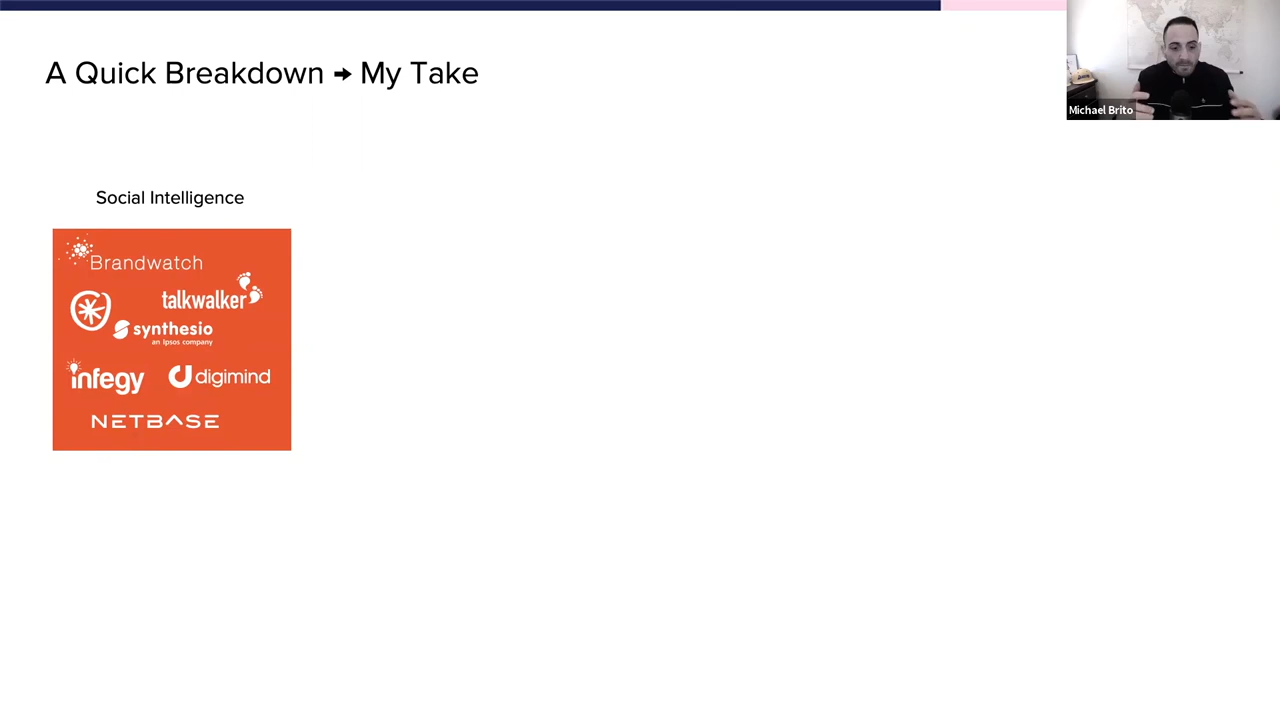 A Quick Breakdown → My Take
Michael Brito
Social Intelligence
Brandwatch
talkwalker
synthesio
an Ipsos company
infegy
digimind
NETBASE